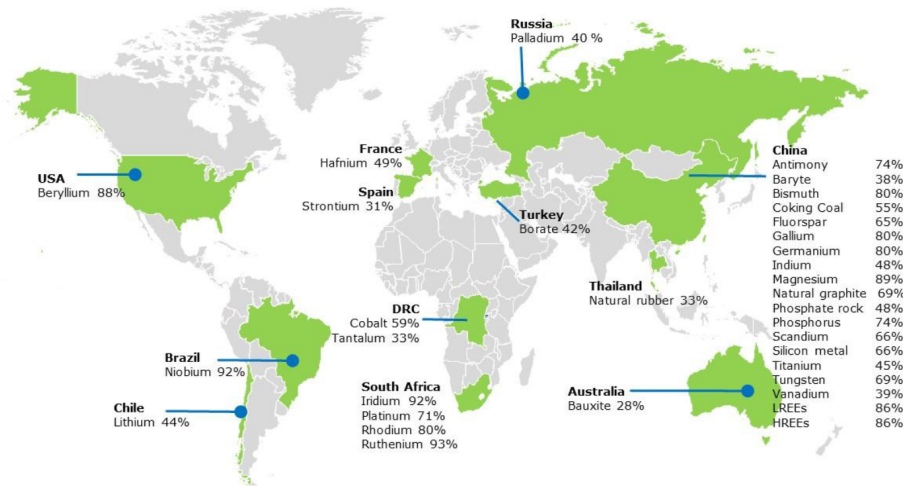 Russia
Palladium 40 %
France
Hafnium 49%
Spain
Strontium 31%
USA
Beryllium 88%
Turkey
Borate 42%
China
Antimony 74%
Baryte 38%
Bismuth 80%
Coking Coal 55%
Fluorspar 65%
Gallium 80%
Germanium 80%
Indium 48%
Magnesium 89%
Natural graphite 69%
Phosphate rock 48%
Phosphorus 74%
Scandium 66%
Silicon metal 66%
Titanium 45%
Tungsten 69%
Vanadium 39%
LREEs 86%
HREEs 86%
Thailand
Natural rubber 33%
DRC
Cobalt 59%
Tantalum 33%
Brazil
Niobium 92%
Chile
Lithium 44%
South Africa
Iridium 92%
Platinum 71%
Rhodium 80%
Ruthenium 93%
Australia
Bauxite 28%